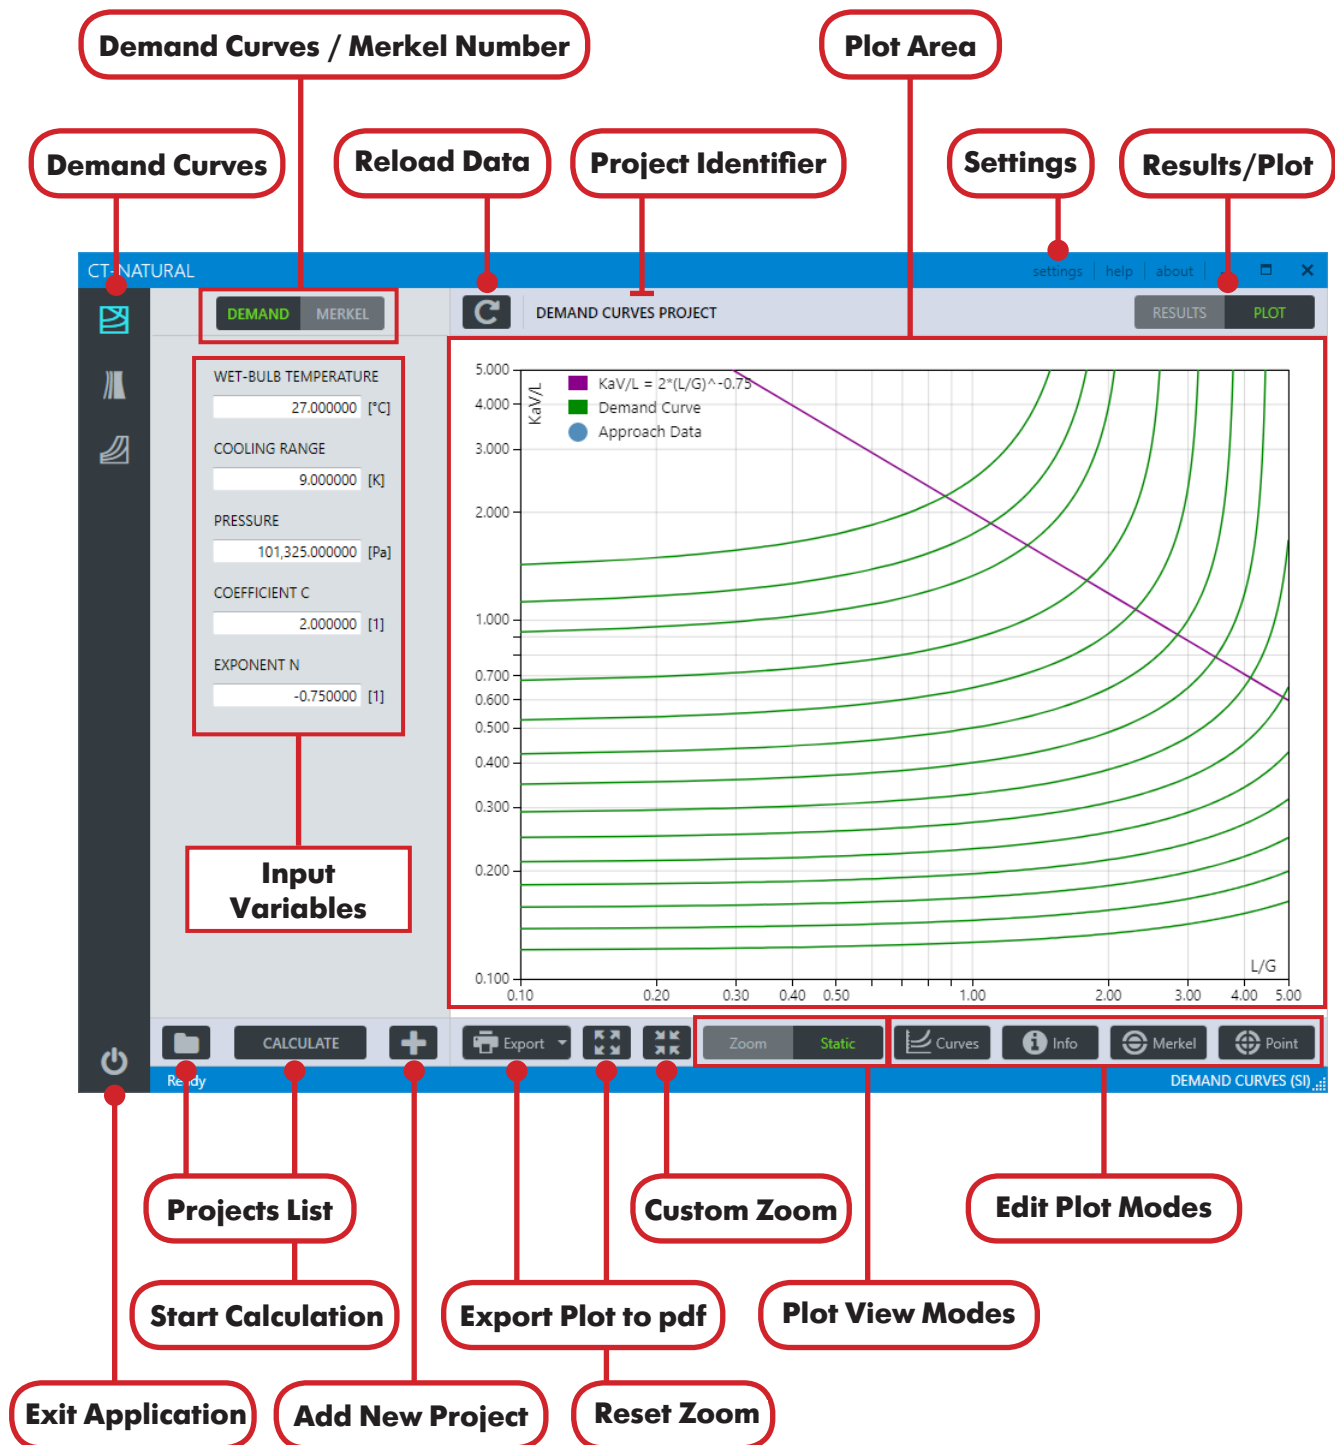 Demand Curves / Merkel Number
Plot Area
Demand Curves
Reload Data
Project Identifier
Settings
Results/Plot
CT-NATURAL
settings
help
about
DEMAND
MERKEL
DEMAND CURVES PROJECT
RESULTS
PLOT
WET-BULB TEMPERATURE
27.000000 [°C]
COOLING RANGE
9.000000 [K]
PRESSURE
101,325.000000 [Pa]
COEFFICIENT C
2.000000 [1]
EXPONENT N
-0.750000 [1]
Input
Variables
KaV/L
KaV/L = 2*(L/G)^-0.75
Demand Curve
Approach Data
5.000
4.000
3.000
2.000
1.000
0.700
0.600
0.500
0.400
0.300
0.200
0.100
L/G
0.10 0.20 0.30 0.40 0.50 1.00 2.00 3.00 4.00 5.00
CALCULATE
Export
Zoom
Static
Curves
Info
Merkel
Point
Ready
DEMAND CURVES (SI)
Projects List
Custom Zoom
Edit Plot Modes
Start Calculation
Export Plot to pdf
Plot View Modes
Exit Application
Add New Project
Reset Zoom